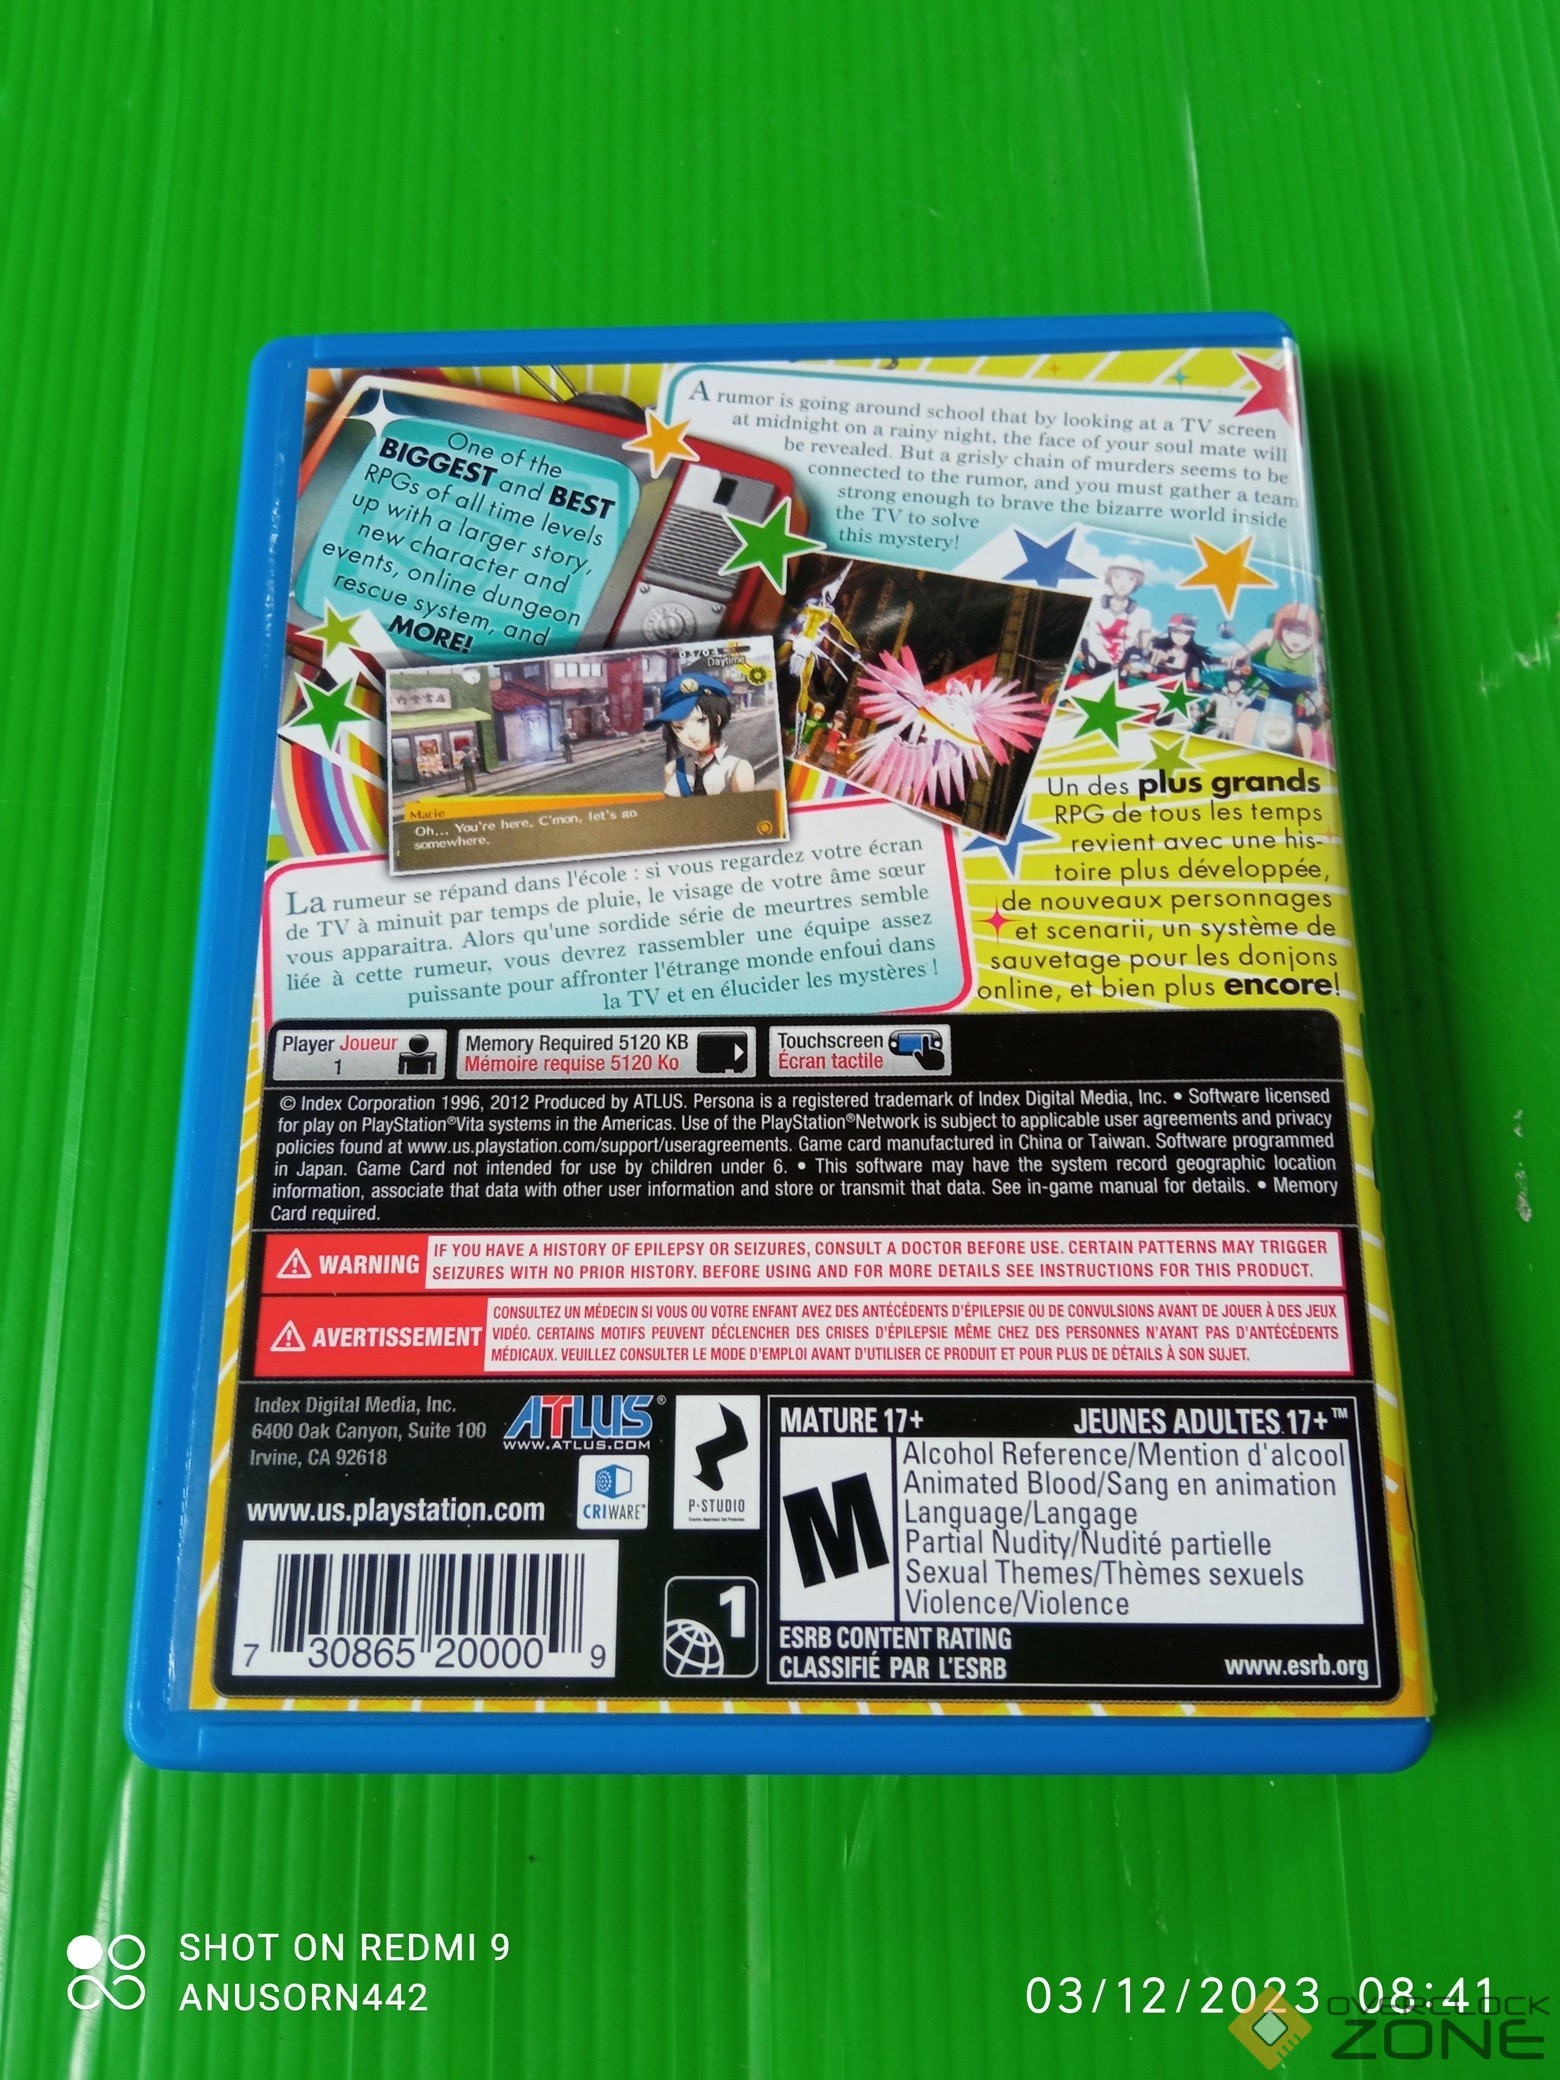 One of the
BIGGEST and BEST
RPGs of all time levels
up with a larger story,
new character and
events, online dungeon
rescue system, and
MORE!
A rumor is going around school that by looking at a TV screen
at midnight on a rainy night, the face of your soul mate will
be revealed. But a grisly chain of murders seems to be
connected to the rumor, and you must gather a team
strong enough to brave the bizarre world inside
the TV to solve
this mystery!
Daytime
Marie
Oh... You're here. C'mon, let's go
somewhere.
Un des plus grands
RPG de tous les temps
revient avec une his-
toire plus développée,
de nouveaux personnages
et scenarii, un système de
sauvetage pour les donjons
online, et bien plus encore!
La rumeur se répand dans l'école : si vous regardez votre écran
de TV à minuit par temps de pluie, le visage de votre âme sœur
vous apparaitra. Alors qu'une sordide série de meurtres semble
liée à cette rumeur, vous devrez rassembler une équipe assez
puissante pour affronter l'étrange monde enfoui dans
la TV et en élucider les mystères !
Player Joueur
1
Memory Required 5120 KB
Mémoire requise 5120 Ko
Touchscreen
Écran tactile
© Index Corporation 1996, 2012 Produced by ATLUS. Persona is a registered trademark of Index Digital Media, Inc. • Software licensed
for play on PlayStation®Vita systems in the Americas. Use of the PlayStation®Network is subject to applicable user agreements and privacy
policies found at www.us.playstation.com/support/useragreements. Game card manufactured in China or Taiwan. Software programmed
in Japan. Game Card not intended for use by children under 6. • This software may have the system record geographic location
information, associate that data with other user information and store or transmit that data. See in-game manual for details. • Memory
Card required.
WARNING
IF YOU HAVE A HISTORY OF EPILEPSY OR SEIZURES, CONSULT A DOCTOR BEFORE USE. CERTAIN PATTERNS MAY TRIGGER
SEIZURES WITH NO PRIOR HISTORY. BEFORE USING AND FOR MORE DETAILS SEE INSTRUCTIONS FOR THIS PRODUCT.
AVERTISSEMENT
CONSULTEZ UN MÉDECIN SI VOUS OU VOTRE ENFANT AVEZ DES ANTÉCÉDENTS D'ÉPILEPSIE OU DE CONVULSIONS AVANT DE JOUER À DES JEUX
VIDÉO. CERTAINS MOTIFS PEUVENT DÉCLENCHER DES CRISES D'ÉPILEPSIE MÊME CHEZ DES PERSONNES N'AYANT PAS D'ANTÉCÉDENTS
MÉDICAUX. VEUILLEZ CONSULTER LE MODE D'EMPLOI AVANT D'UTILISER CE PRODUIT ET POUR PLUS DE DÉTAILS À SON SUJET.
Index Digital Media, Inc.
6400 Oak Canyon, Suite 100
Irvine, CA 92618
ATLUS®
WWW.ATLUS.COM
www.us.playstation.com
CRIWARE™
P-STUDIO
7 30865 20000 9
1
MATURE 17+
JEUNES ADULTES 17+™
M
Alcohol Reference/Mention d'alcool
Animated Blood/Sang en animation
Language/Langage
Partial Nudity/Nudité partielle
Sexual Themes/Thèmes sexuels
Violence/Violence
ESRB CONTENT RATING
CLASSIFIÉ PAR L'ESRB
www.esrb.org
SHOT ON REDMI 9
ANUSORN442
03/12/2023 08:41
OVERCLOCK
ZONE